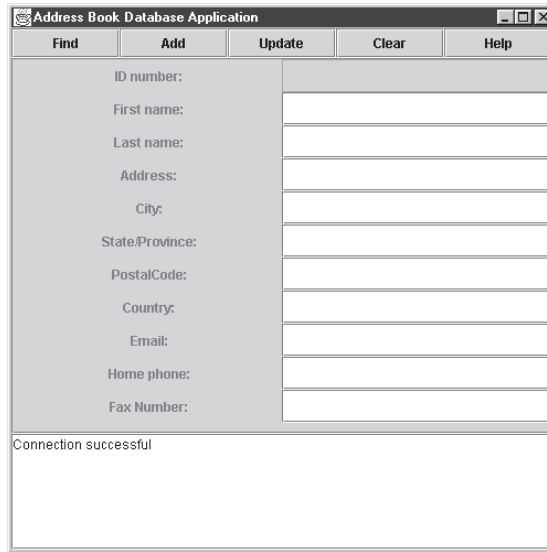 Address Book Database Application
Find Add Update Clear Help
ID number:
First name:
Last name:
Address:
City:
State/Province:
PostalCode:
Country:
Email:
Home phone:
Fax Number:
Connection successful